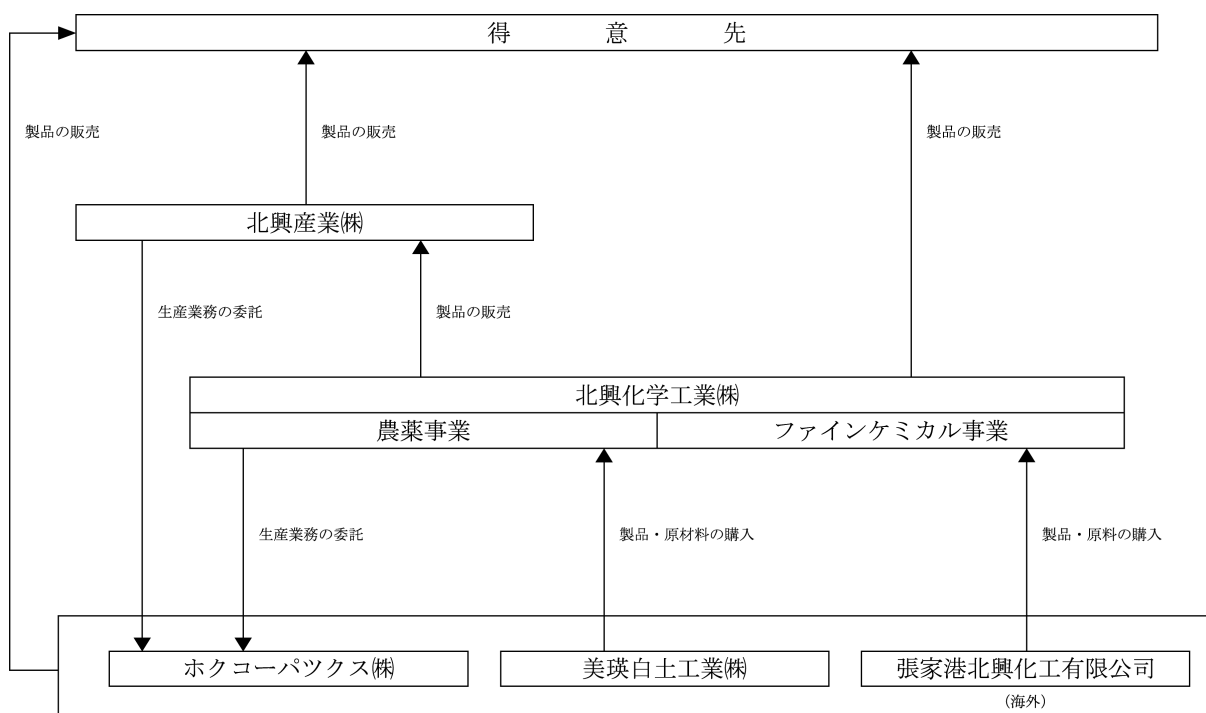 得意先
製品の販売
製品の販売
製品の販売
北興産業㈱
生産業務の委託
製品の販売
北興化学工業㈱
農薬事業
ファインケミカル事業
生産業務の委託
製品・原材料の購入
製品・原料の購入
ホクコーパツクス㈱
美瑛白土工業㈱
張家港北興化工有限公司
（海外）